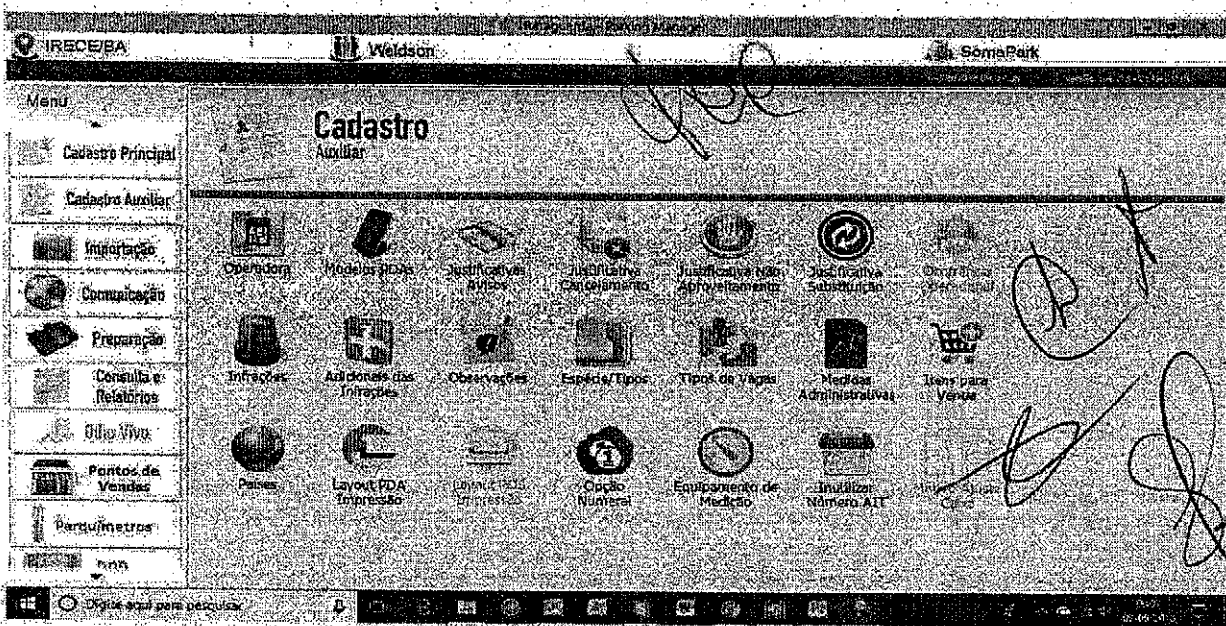 IRECE/BA
Weldson
SomaPark
Menu
Cadastro
Auxiliar
Cadastro Principal
Cadastro Auxiliar
Importação
Comunicação
Preparação
Consulta e
Relatórios
Olho Vivo
Pontos de
Vendas
Parquímetros
Operadora
Modelos PDAs
Justificativas
Avisos
Justificativa
Cancelamento
Justificativa Não
Aproveitamento
Justificativa
Substituição
Infrações
Adicionais das
Infrações
Observações
Espécie/Tipos
Tipos de Vagas
Medidas
Administrativas
Itens para
Venda
Países
Layout PDA
Impressão
Layout PDA
Impressão
Opção
Numeral
Equipamento de
Medição
Inutilizar
Número AIT
Digite aqui para pesquisar